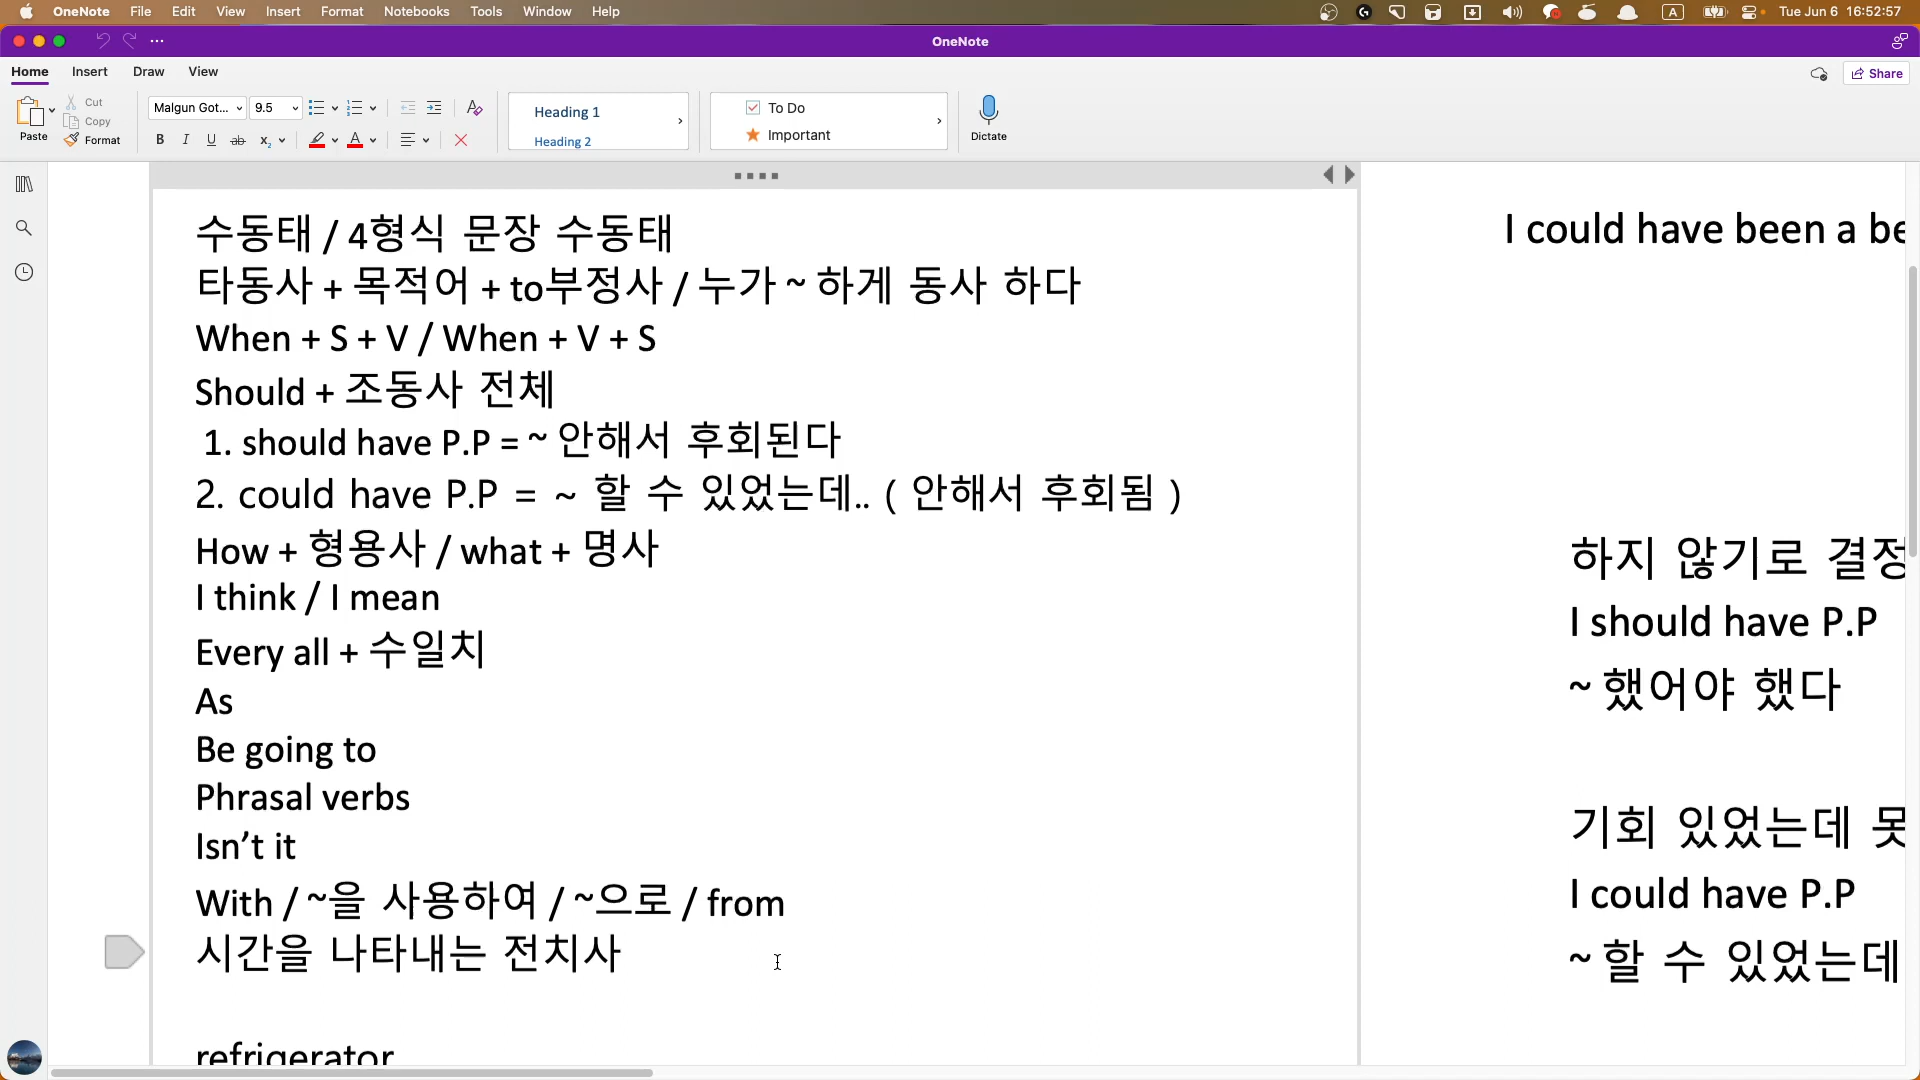 OneNote File Edit View Insert Format Notebooks Tools Window Help
A Tue Jun 6 16:52:57
OneNote
Home Insert Draw View
Share
Paste
Cut
Copy
Format
Malgun Got... 9.5
B I U ab x₂ A
Heading 1
Heading 2
To Do
Important
Dictate
수동태 / 4형식 문장 수동태
타동사 + 목적어 + to부정사 / 누가 ~ 하게 동사 하다
When + S + V / When + V + S
Should + 조동사 전체
1. should have P.P = ~ 안해서 후회된다
2. could have P.P = ~ 할 수 있었는데.. ( 안해서 후회됨 )
How + 형용사 / what + 명사
I think / I mean
Every all + 수일치
As
Be going to
Phrasal verbs
Isn't it
With / ~을 사용하여 / ~으로 / from
시간을 나타내는 전치사
refrigerator
I could have been a be
하지 않기로 결정
I should have P.P
~ 했어야 했다
기회 있었는데 못
I could have P.P
~ 할 수 있었는데